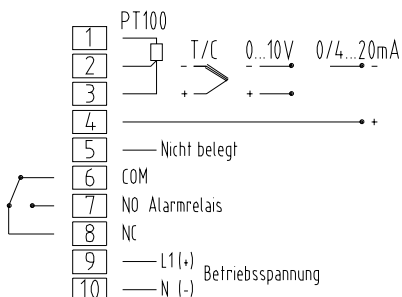 PT100
1
T/C 0...10V 0/4...20mA
2 - - -
3 + +
4 +
5 Nicht belegt
6 COM
7 NO Alarmrelais
8 NC
9 L1 (+)
Betriebsspannung
10 N (-)